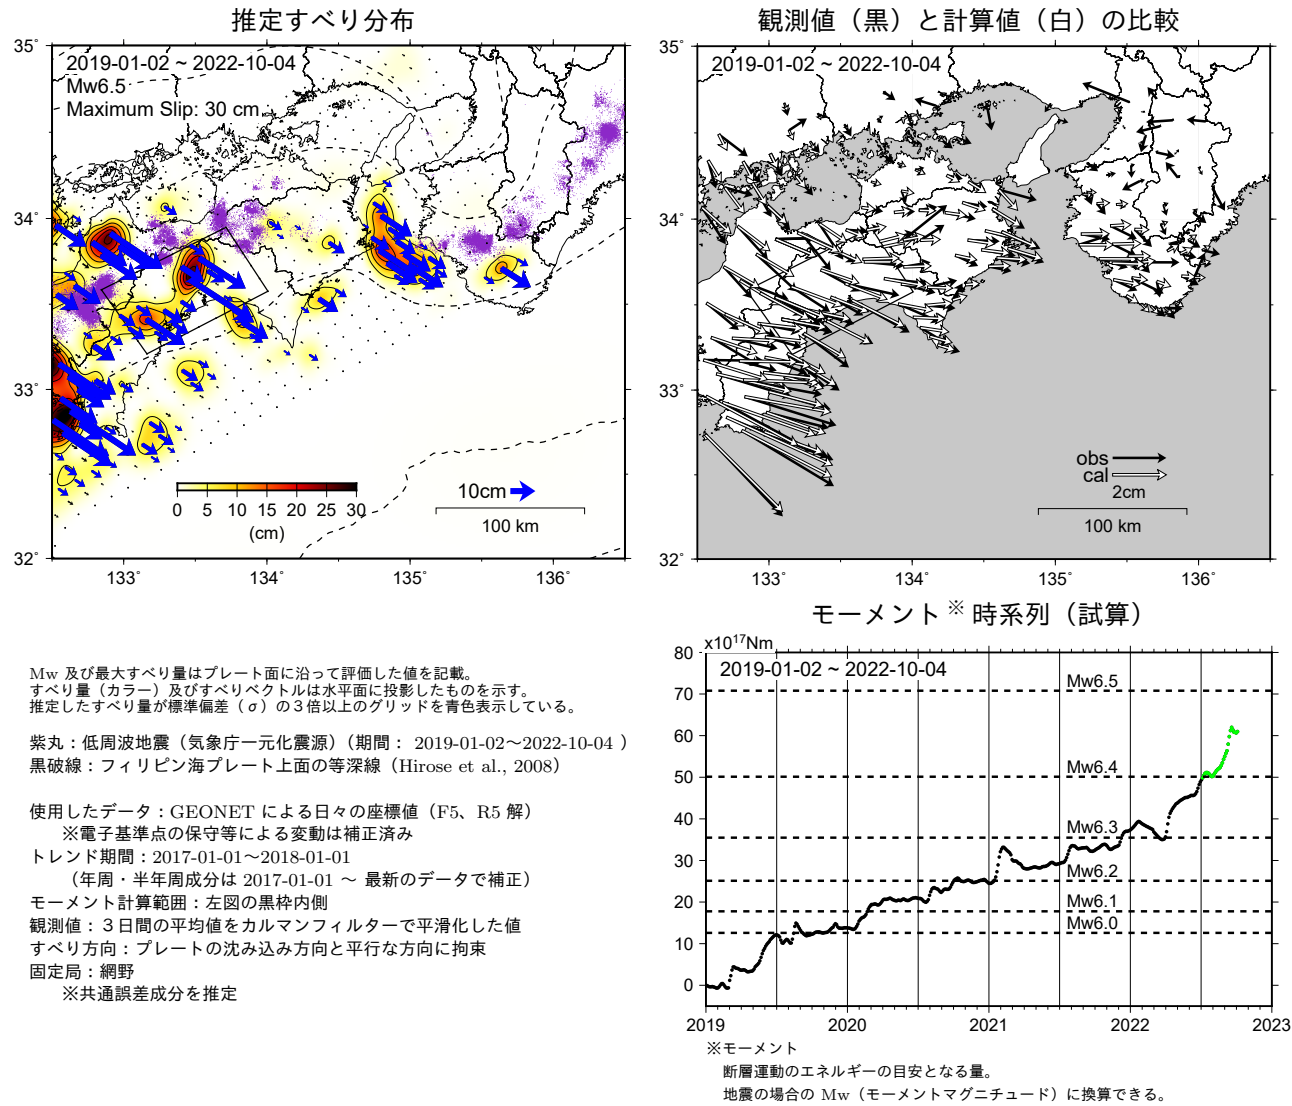 推定すべり分布
2019-01-02 ~ 2022-10-04
Mw6.5
Maximum Slip: 30 cm
35°
34°
33°
32°
133°
134°
135°
136°
0 5 10 15 20 25 30
(cm)
10cm
100 km
観測値（黒）と計算値（白）の比較
2019-01-02 ~ 2022-10-04
35°
34°
33°
32°
133°
134°
135°
136°
obs
cal
2cm
100 km
Mw 及び最大すべり量はプレート面に沿って評価した値を記載。
すべり量（カラー）及びすべりベクトルは水平面に投影したものを示す。
推定したすべり量が標準偏差（σ）の３倍以上のグリッドを青色表示している。
紫丸：低周波地震（気象庁一元化震源）（期間： 2019-01-02～2022-10-04 ）
黒破線：フィリピン海プレート上面の等深線（Hirose et al., 2008）
使用したデータ：GEONET による日々の座標値（F5、R5 解）
※電子基準点の保守等による変動は補正済み
トレンド期間：2017-01-01～2018-01-01
（年周・半年周成分は 2017-01-01 ～ 最新のデータで補正）
モーメント計算範囲：左図の黒枠内側
観測値：３日間の平均値をカルマンフィルターで平滑化した値
すべり方向：プレートの沈み込み方向と平行な方向に拘束
固定局：網野
※共通誤差成分を推定
モーメント※時系列（試算）
x10¹⁷Nm
2019-01-02 ~ 2022-10-04
80
70
60
50
40
30
20
10
0
Mw6.5
Mw6.4
Mw6.3
Mw6.2
Mw6.1
Mw6.0
2019 2020 2021 2022 2023
※モーメント
断層運動のエネルギーの目安となる量。
地震の場合の Mw（モーメントマグニチュード）に換算できる。